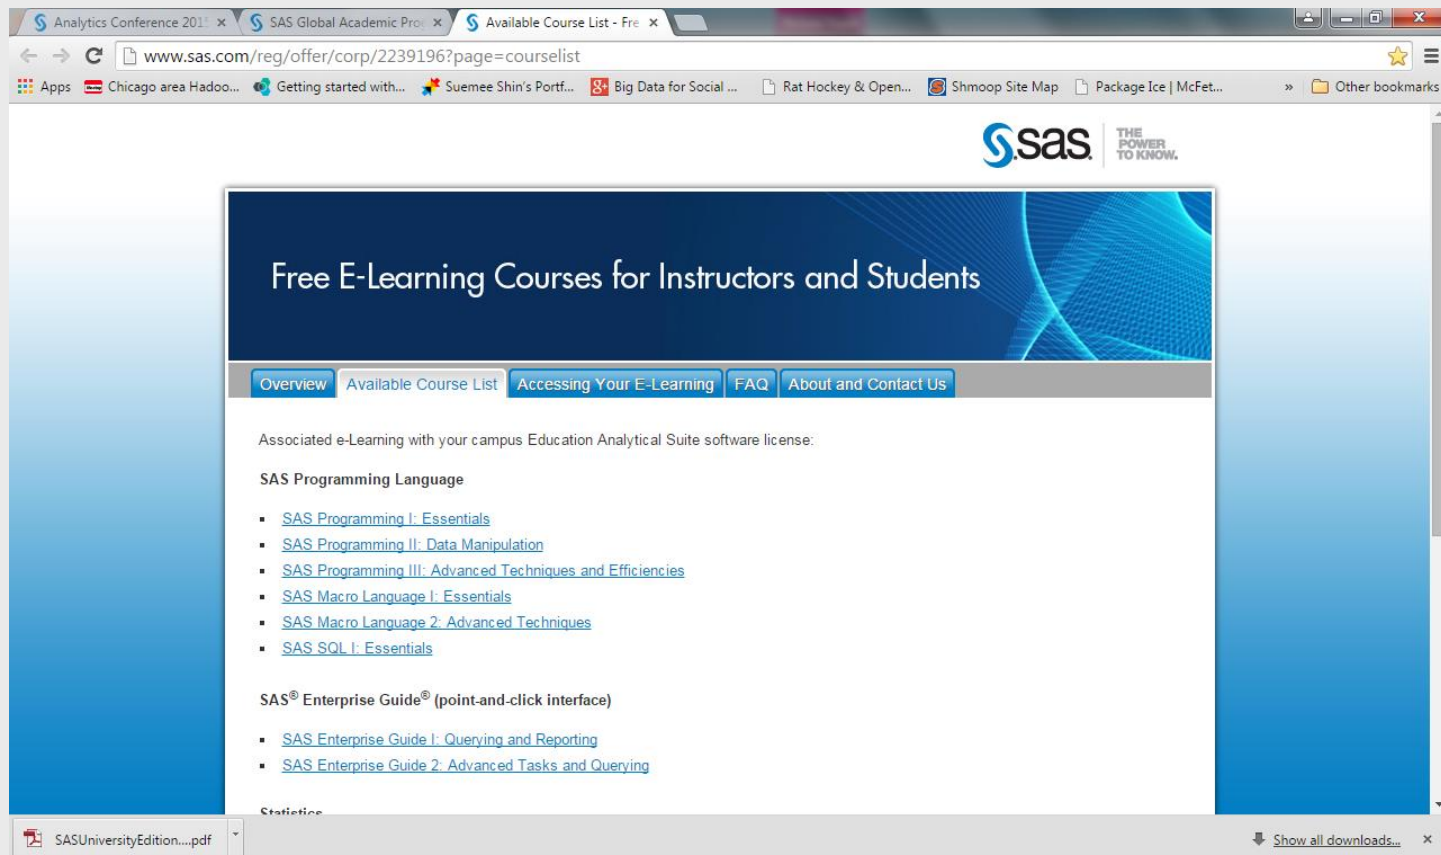 Analytics Conference 201
SAS Global Academic Pro
Available Course List - Fre
www.sas.com/reg/offer/corp/2239196?page=courselist
Apps
Chicago area Hadoo...
Getting started with...
Suemee Shin's Portf...
Big Data for Social ...
Rat Hockey & Open...
Shmoop Site Map
Package Ice | McFet...
»
Other bookmarks
sas
THE
POWER
TO KNOW.
Free E-Learning Courses for Instructors and Students
Overview
Available Course List
Accessing Your E-Learning
FAQ
About and Contact Us
Associated e-Learning with your campus Education Analytical Suite software license:
SAS Programming Language
▪ SAS Programming I: Essentials
▪ SAS Programming II: Data Manipulation
▪ SAS Programming III: Advanced Techniques and Efficiencies
▪ SAS Macro Language I: Essentials
▪ SAS Macro Language 2: Advanced Techniques
▪ SAS SQL I: Essentials
SAS® Enterprise Guide® (point-and-click interface)
▪ SAS Enterprise Guide I: Querying and Reporting
▪ SAS Enterprise Guide 2: Advanced Tasks and Querying
Statistics
SASUniversityEdition....pdf
Show all downloads...